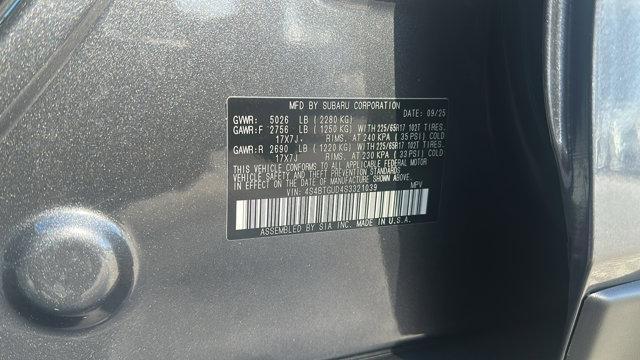 MFD BY SUBARU CORPORATION
DATE: 09/25
GVWR: 5026 LB (2280 KG)
GAWR:F 2756 LB (1250 KG) WITH 225/65R17 102T TIRES.
17X7J RIMS. AT 240 KPA (35 PSI) COLD
GAWR:R 2690 LB (1220 KG) WITH 225/65R17 102T TIRES.
17X7J RIMS. AT 230 KPA (33 PSI) COLD
THIS VEHICLE CONFORMS TO ALL APPLICABLE FEDERAL MOTOR
VEHICLE SAFETY AND THEFT PREVENTION STANDARDS
IN EFFECT ON THE DATE OF MANUFACTURE SHOWN ABOVE.
VIN: 4S4BTGUD4S3321039 MPV
ASSEMBLED BY SIA INC. MADE IN U.S.A.